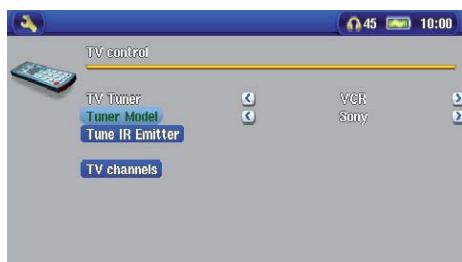 45 10:00
TV control
TV Tuner VCR
Tuner Model Sony
Tune IR Emitter
TV channels